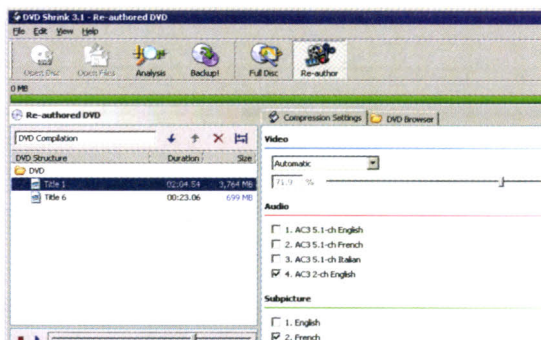 DVD Shrink 3.1 - Re-authored DVD
File Edit View Help
Open Disc Open Files Analysis Backup! Full Disc Re-author
0 MB
Re-authored DVD
DVD Compilation
DVD Structure Duration Size
DVD
Title 1 02:04.54 3,764 MB
Title 6 00:23.06 699 MB
Compression Settings DVD Browser
Video
Automatic
71.9 %
Audio
1. AC3 5.1-ch English
2. AC3 5.1-ch French
3. AC3 5.1-ch Italian
4. AC3 2-ch English
Subpicture
1. English
2. French